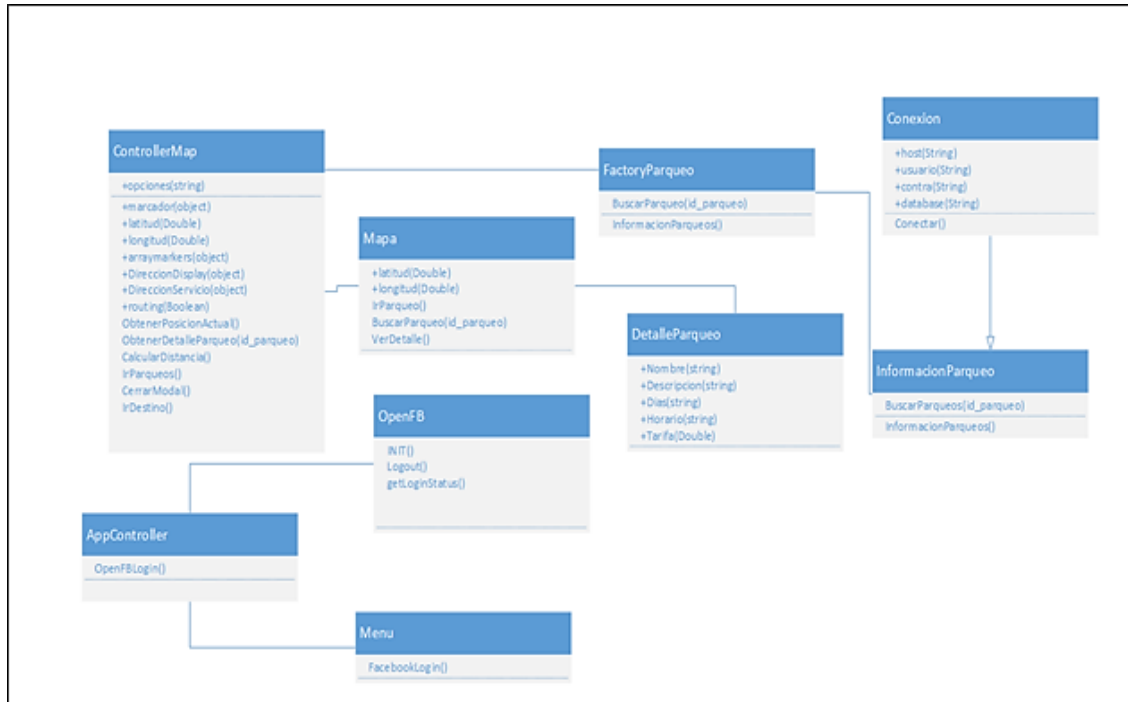 ControllerMap
+opciones(string)
+marcador(object)
+latitud(Double)
+longitud(Double)
+arraymarkers(object)
+DireccionDisplay(object)
+DireccionServicio(object)
+routing(Boolean)
ObtenerPosicionActual()
ObtenerDetalleParqueo(id_parqueo)
CalcularDistancia()
IrParqueos()
CerrarModal()
IrDestino()
Mapa
+latitud(Double)
+longitud(Double)
IrParqueo()
BuscarParqueo(id_parqueo)
VerDetalle()
FactoryParqueo
BuscarParqueo(id_parqueo)
InformacionParqueos()
Conexion
+host(String)
+usuario(String)
+contra(String)
+database(String)
Conectar()
DetalleParqueo
+Nombre(string)
+Descripcion(string)
+Dias(string)
+Horario(string)
+Tarifa(Double)
InformacionParqueo
BuscarParqueos(id_parqueo)
InformacionParqueos()
OpenFB
INIT()
Logout()
getLoginStatus()
AppController
OpenFBLogin()
Menu
FacebookLogin()